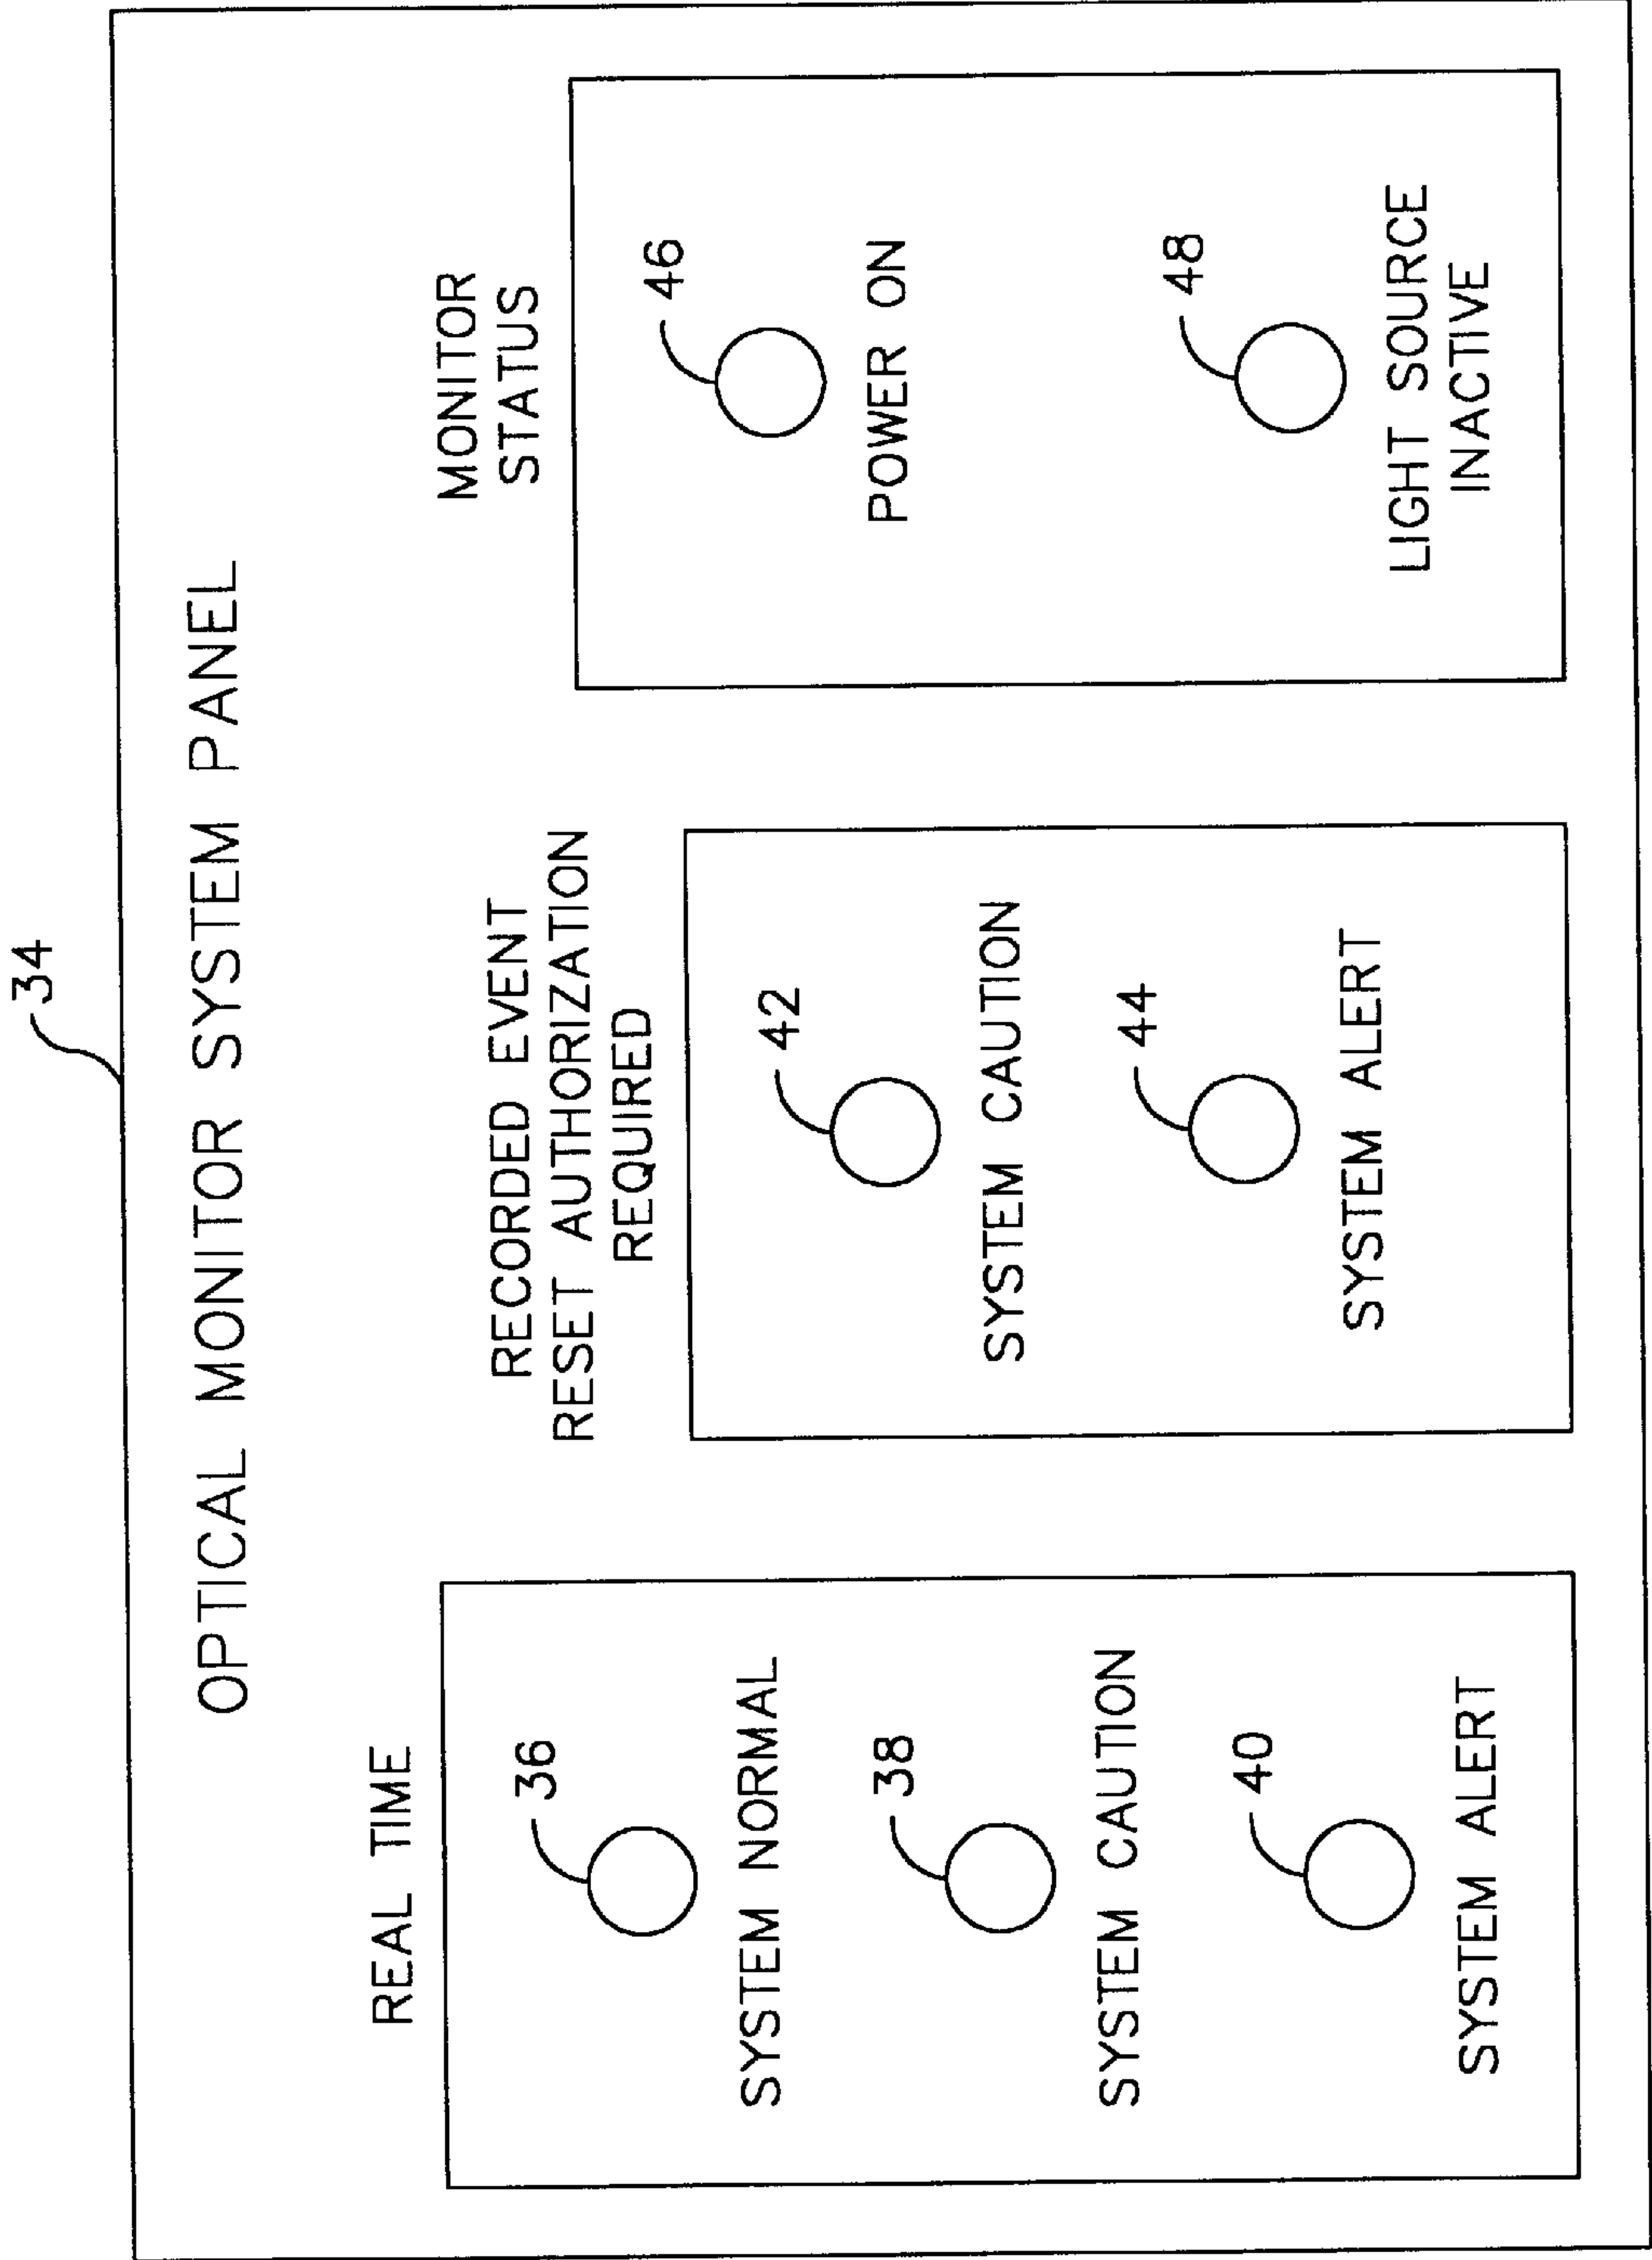 34
OPTICAL MONITOR SYSTEM PANEL
REAL TIME
36
SYSTEM NORMAL
38
SYSTEM CAUTION
40
SYSTEM ALERT
RECORDED EVENT
RESET AUTHORIZATION
REQUIRED
42
SYSTEM CAUTION
44
SYSTEM ALERT
MONITOR
STATUS
46
POWER ON
48
LIGHT SOURCE
INACTIVE